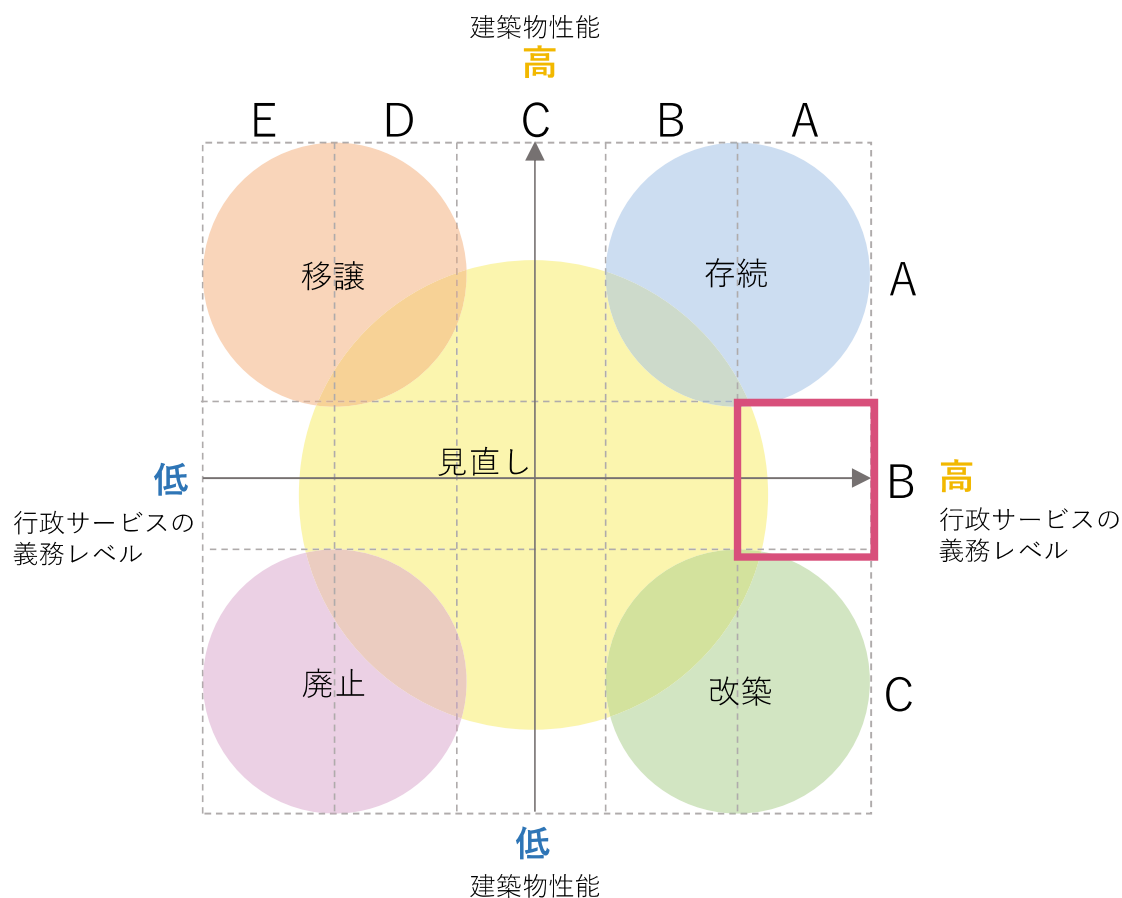 建築物性能
高
E D C B A
移譲
存続
A
見直し
低
行政サービスの
義務レベル
B
高
行政サービスの
義務レベル
廃止
改築
C
低
建築物性能